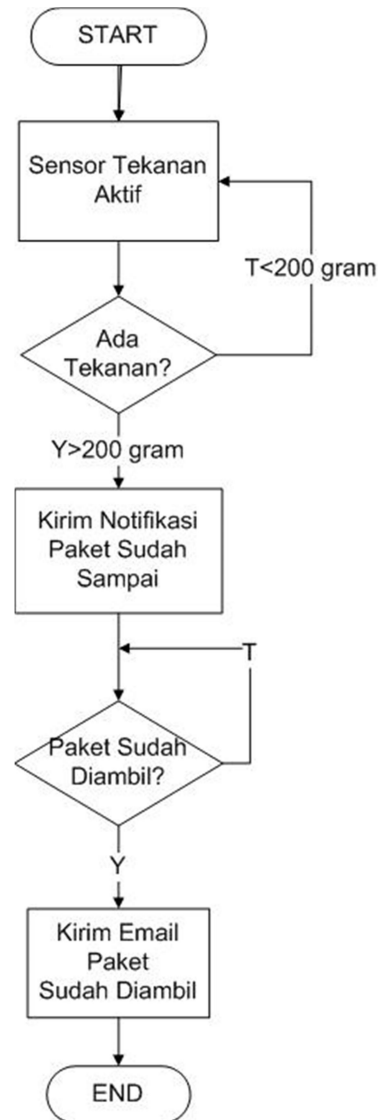 START
Sensor Tekanan
Aktif
T<200 gram
Ada
Tekanan?
Y>200 gram
Kirim Notifikasi
Paket Sudah
Sampai
T
Paket Sudah
Diambil?
Y
Kirim Email
Paket
Sudah Diambil
END